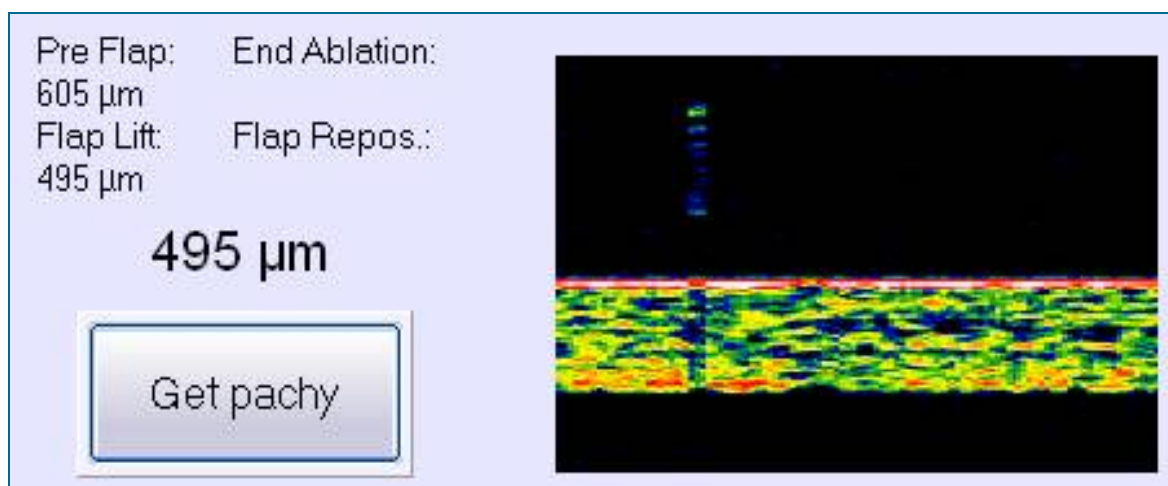 Pre Flap: End Ablation:
605 µm
Flap Lift: Flap Repos.:
495 µm
495 µm
Get pachy